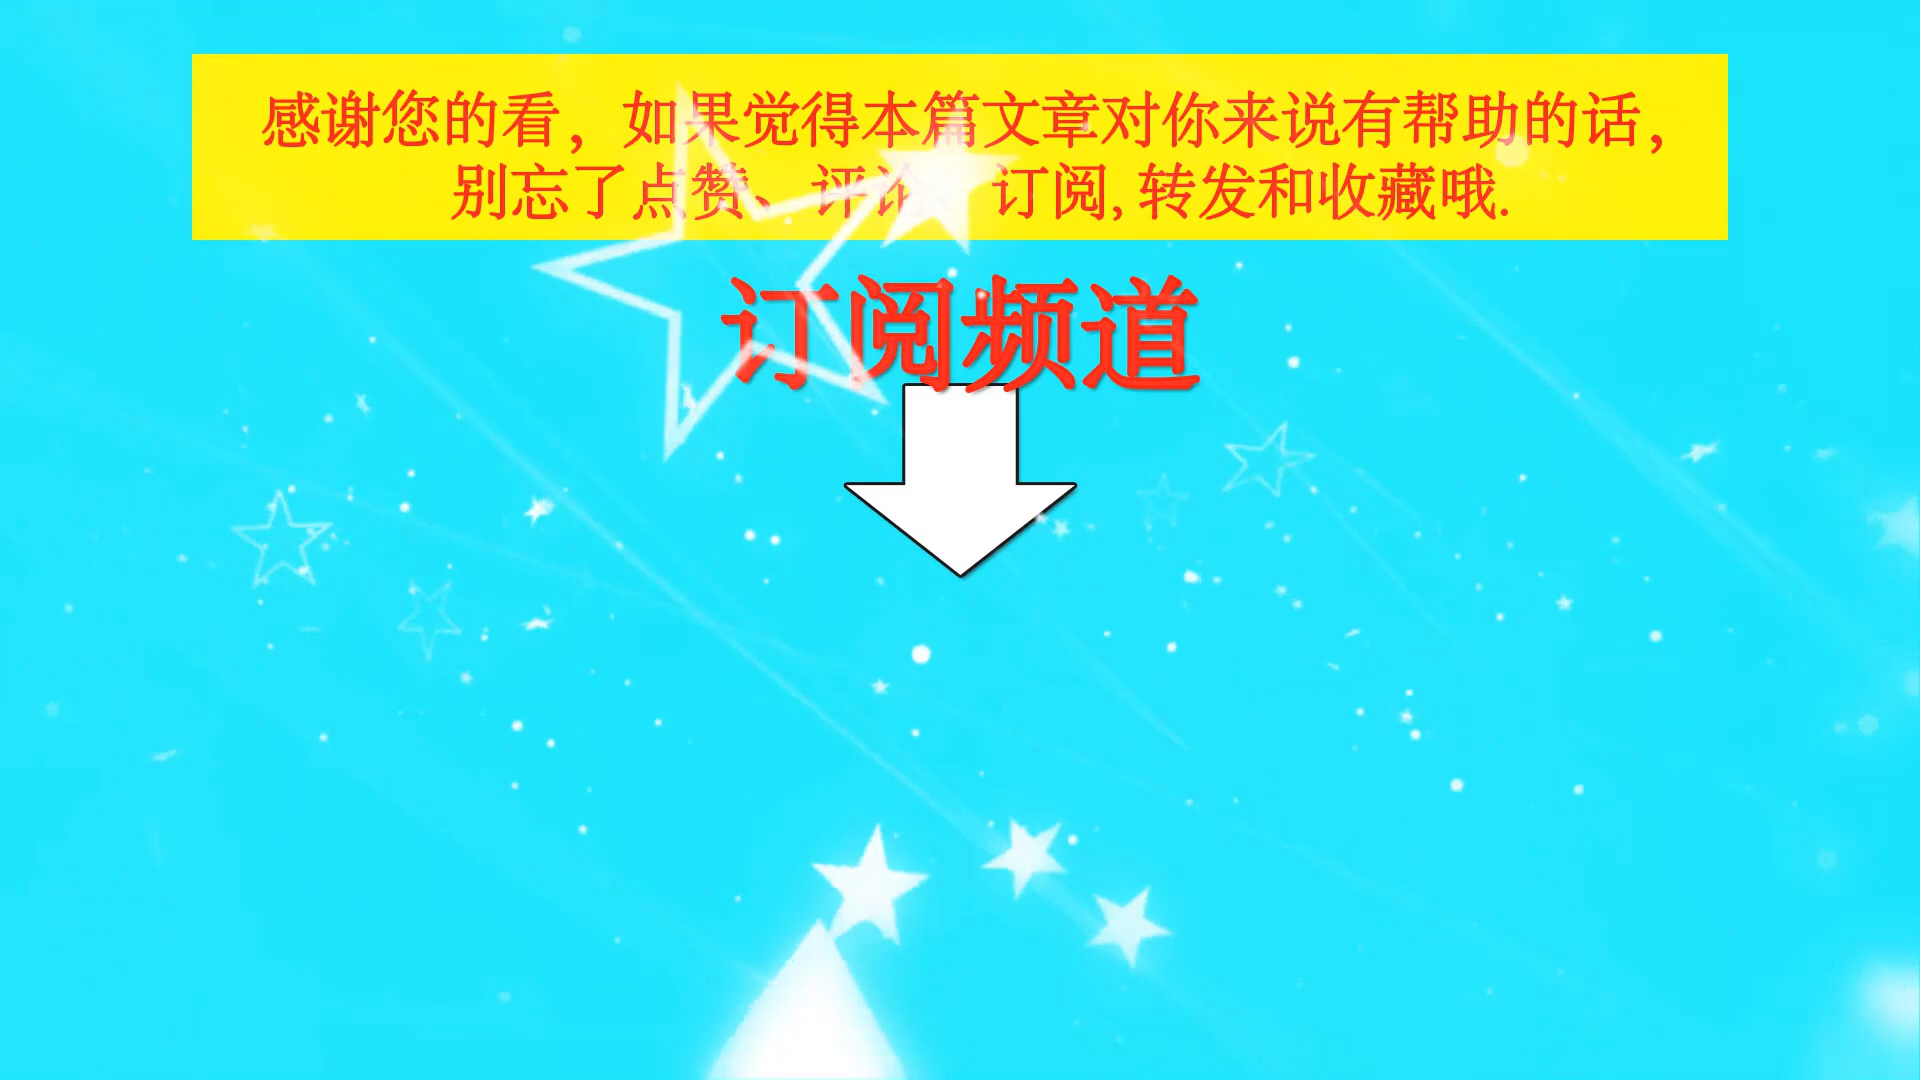 感谢您的看，如果觉得本篇文章对你来说有帮助的话，
别忘了点赞、评论、订阅,转发和收藏哦.
订阅频道